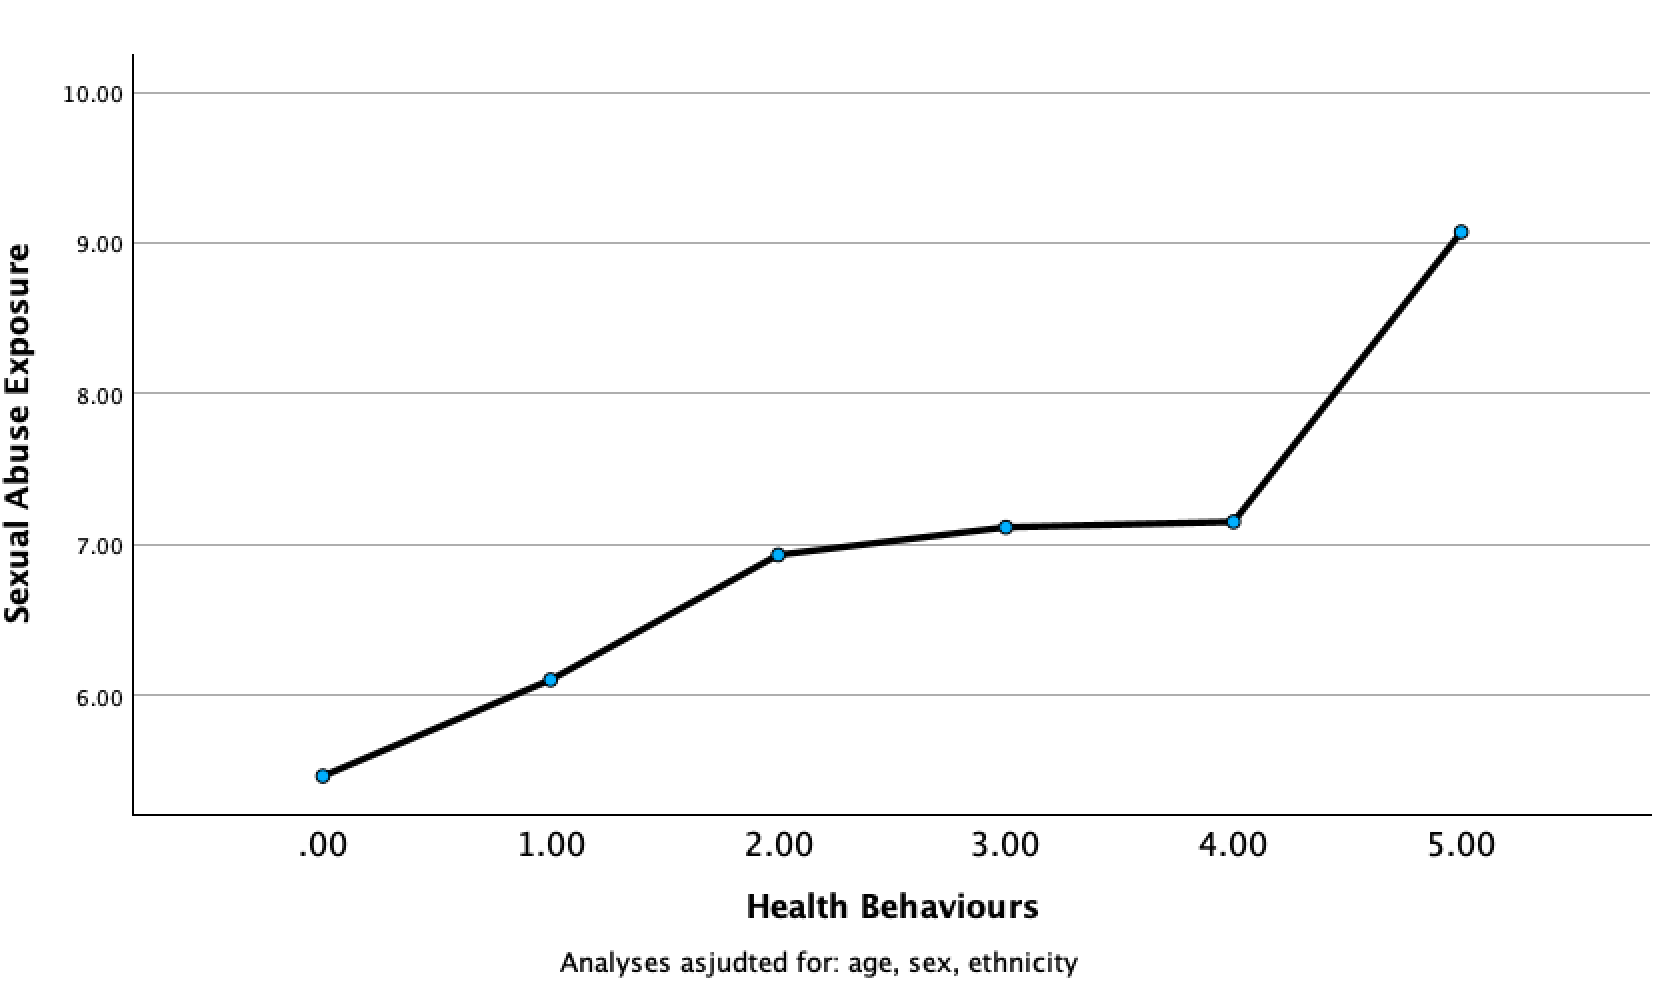 Sexual Abuse Exposure
10.00
9.00
8.00
7.00
6.00
.00 1.00 2.00 3.00 4.00 5.00
Health Behaviours
Analyses asjudted for: age, sex, ethnicity